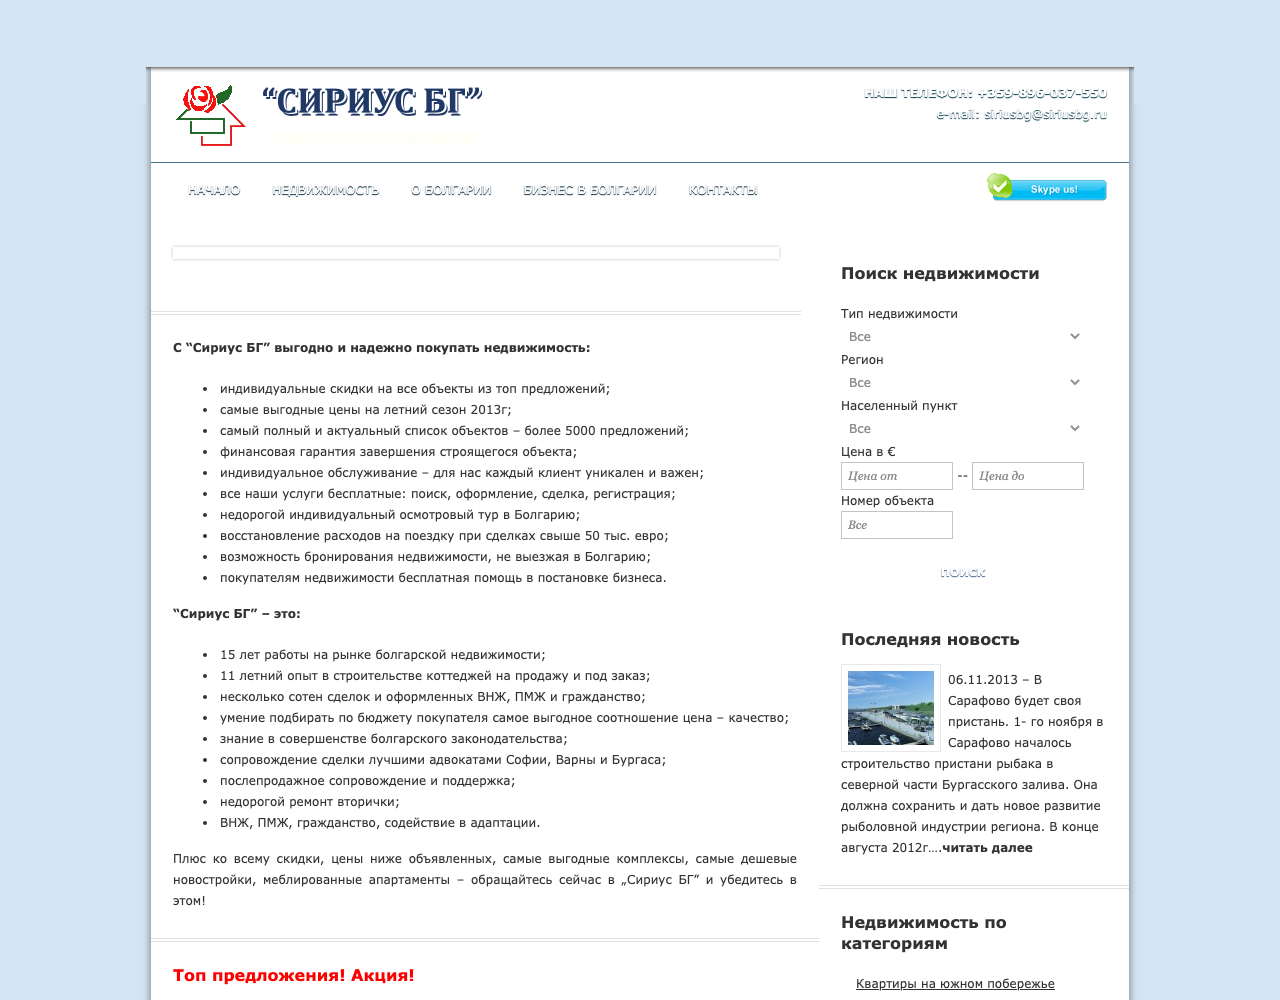 “СИРИУС БГ”
НАШ ТЕЛЕФОН: +359-896-037-550
e-mail: siriusbg@siriusbg.ru
НАЧАЛО НЕДВИЖИМОСТЬ О БОЛГАРИИ БИЗНЕС В БОЛГАРИИ КОНТАКТЫ
Skype us!
С “Сириус БГ” выгодно и надежно покупать недвижимость:
• индивидуальные скидки на все объекты из топ предложений;
• самые выгодные цены на летний сезон 2013г;
• самый полный и актуальный список объектов – более 5000 предложений;
• финансовая гарантия завершения строящегося объекта;
• индивидуальное обслуживание – для нас каждый клиент уникален и важен;
• все наши услуги бесплатные: поиск, оформление, сделка, регистрация;
• недорогой индивидуальный осмотровый тур в Болгарию;
• восстановление расходов на поездку при сделках свыше 50 тыс. евро;
• возможность бронирования недвижимости, не выезжая в Болгарию;
• покупателям недвижимости бесплатная помощь в постановке бизнеса.
“Сириус БГ” – это:
• 15 лет работы на рынке болгарской недвижимости;
• 11 летний опыт в строительстве коттеджей на продажу и под заказ;
• несколько сотен сделок и оформленных ВНЖ, ПМЖ и гражданство;
• умение подбирать по бюджету покупателя самое выгодное соотношение цена – качество;
• знание в совершенстве болгарского законодательства;
• сопровождение сделки лучшими адвокатами Софии, Варны и Бургаса;
• послепродажное сопровождение и поддержка;
• недорогой ремонт вторички;
• ВНЖ, ПМЖ, гражданство, содействие в адаптации.
Плюс ко всему скидки, цены ниже объявленных, самые выгодные комплексы, самые дешевые
новостройки, меблированные апартаменты – обращайтесь сейчас в „Сириус БГ” и убедитесь в
этом!
Топ предложения! Акция!
Поиск недвижимости
Тип недвижимости
Все
Регион
Все
Населенный пункт
Все
Цена в €
Цена от -- Цена до
Номер объекта
Все
ПОИСК
Последняя новость
06.11.2013 – В
Сарафово будет своя
пристань. 1- го ноября в
Сарафово началось
строительство пристани рыбака в
северной части Бургасского залива. Она
должна сохранить и дать новое развитие
рыболовной индустрии региона. В конце
августа 2012г....читать далее
Недвижимость по
категориям
Квартиры на южном побережье